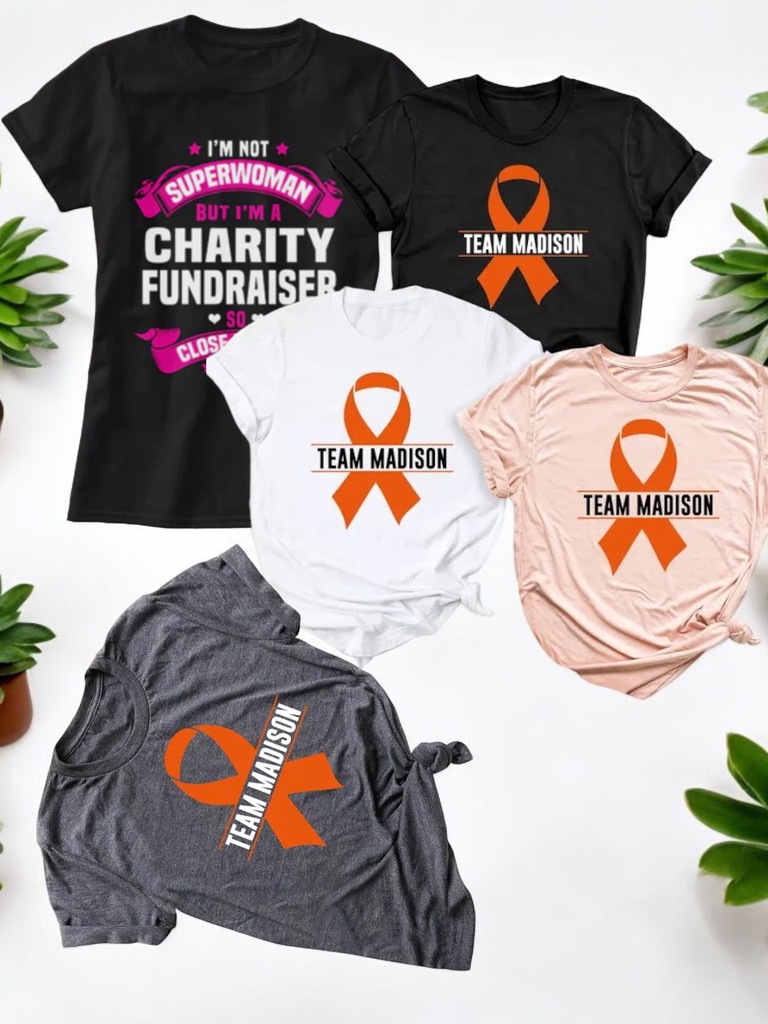 I'M NOT
SUPERWOMAN
BUT I'M A
CHARITY
FUNDRAISER
SO
CLOSE
TEAM MADISON
TEAM MADISON
TEAM MADISON
TEAM MADISON